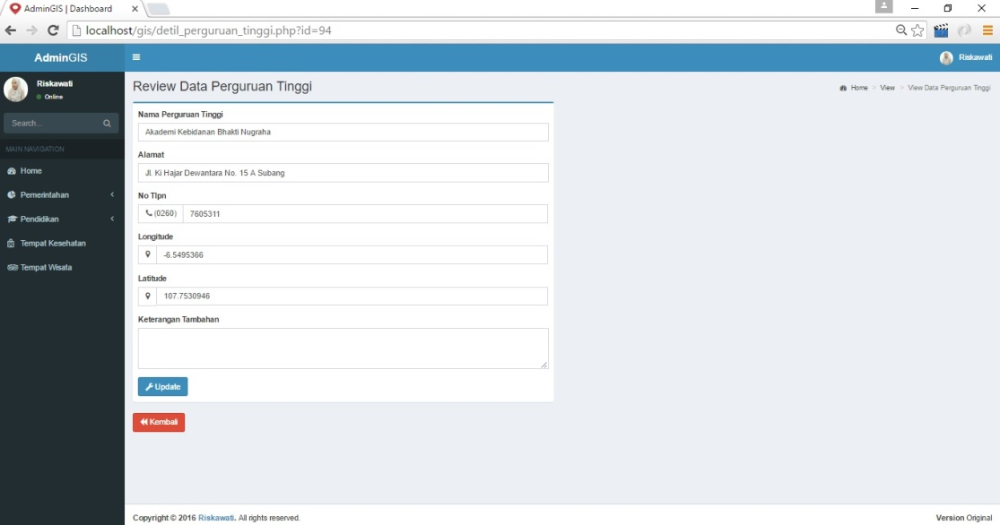 AdminGIS | Dashboard
localhost/gis/detil_perguruan_tinggi.php?id=94
AdminGIS
Riskawati
Riskawati
Online
Search...
MAIN NAVIGATION
Home
Pemerintahan
Pendidikan
Tempat Kesehatan
Tempat Wisata
Review Data Perguruan Tinggi
Home > View > View Data Perguruan Tinggi
Nama Perguruan Tinggi
Akademi Kebidanan Bhakti Nugraha
Alamat
Jl. Ki Hajar Dewantara No. 15 A Subang
No Tlpn
(0260) 7605311
Longitude
-6.5495366
Latitude
107.7530946
Keterangan Tambahan
Update
Kembali
Copyright © 2016 Riskawati. All rights reserved.
Version Original